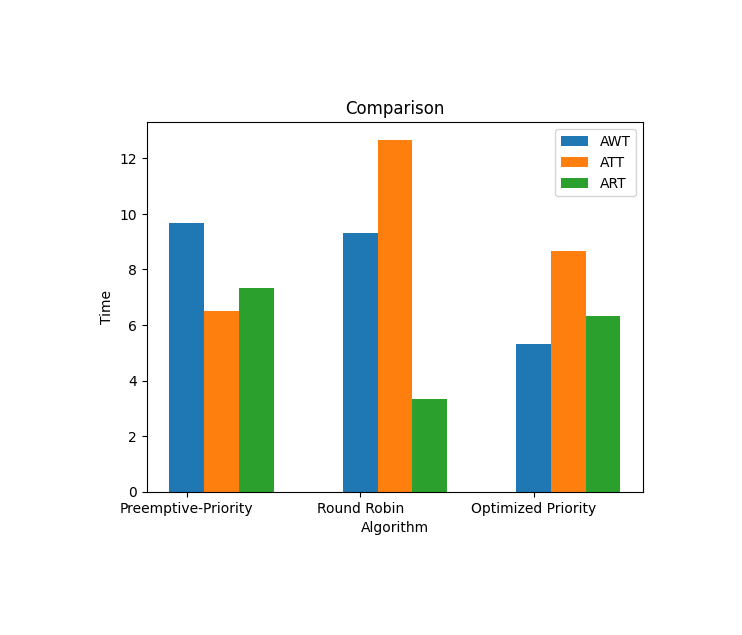 Comparison
AWT
ATT
ART
12
10
8
6
4
2
0
Time
Preemptive-Priority
Round Robin
Optimized Priority
Algorithm